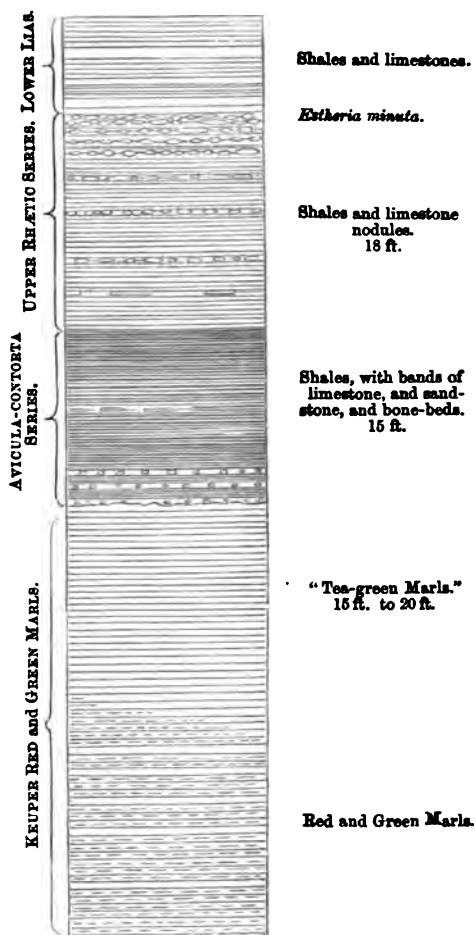 LOWER LIAS.
Shales and limestones.
UPPER RHÆTIC SERIES.
Estheria minuta.
Shales and limestone
nodules.
18 ft.
AVICULA-CONTORTA
SERIES.
Shales, with bands of
limestone, and sand-
stone, and bone-beds.
15 ft.
KEUPER RED and GREEN MARLS.
"Tea-green Marls."
15 ft. to 20 ft.
Red and Green Marls.